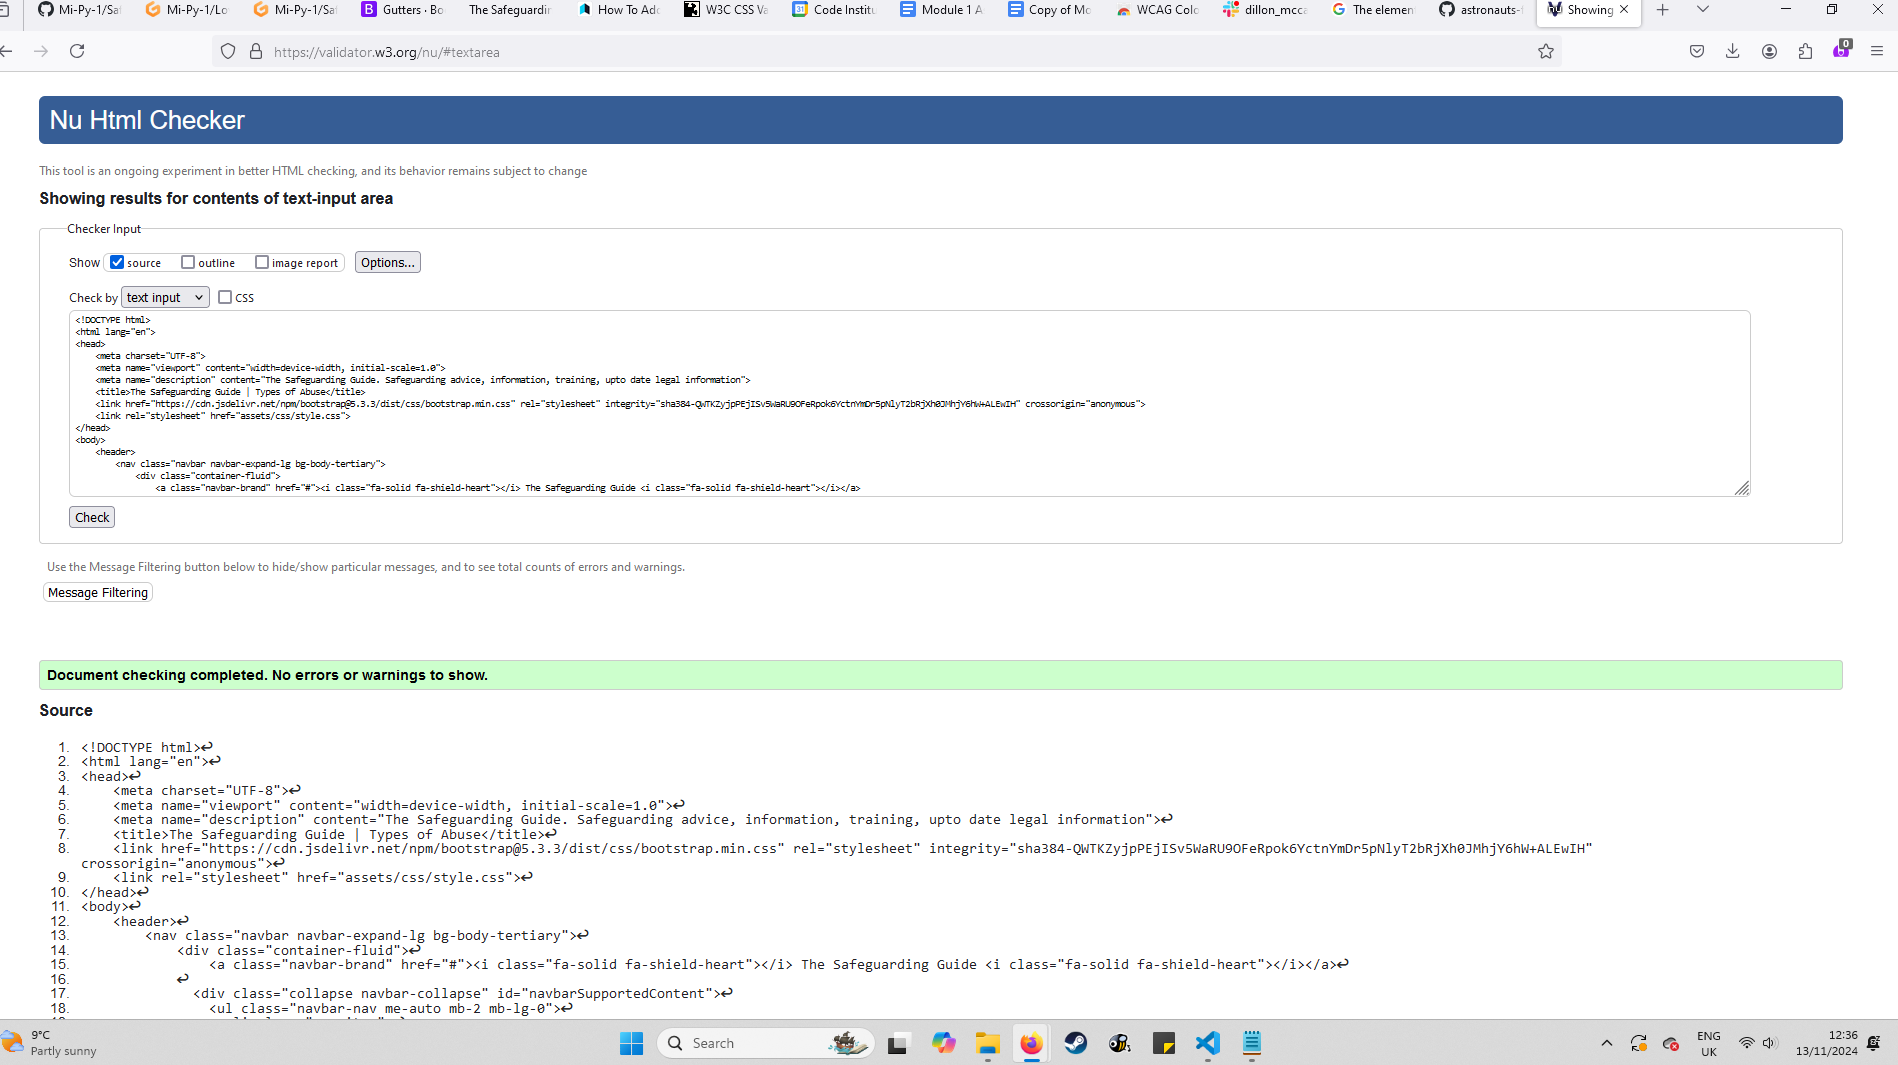 Mi-Py-1/Sa
Mi-Py-1/Lo
Mi-Py-1/Sa
Gutters · Bo
The Safeguardin
How To Add
W3C CSS Va
Code Institu
Module 1 A
Copy of Mo
WCAG Colo
dillon_mcca
The elemen
astronauts-
Showing
https://validator.w3.org/nu/#textarea
0
Nu Html Checker
This tool is an ongoing experiment in better HTML checking, and its behavior remains subject to change
Showing results for contents of text-input area
Checker Input
Show source outline image report Options...
Check by text input CSS
<!DOCTYPE html>
<html lang="en">
<head>
<meta charset="UTF-8">
<meta name="viewport" content="width=device-width, initial-scale=1.0">
<meta name="description" content="The Safeguarding Guide. Safeguarding advice, information, training, upto date legal information">
<title>The Safeguarding Guide | Types of Abuse</title>
<link href="https://cdn.jsdelivr.net/npm/bootstrap@5.3.3/dist/css/bootstrap.min.css" rel="stylesheet" integrity="sha384-QWTKZyjpPEjISv5WaRU9OFeRpok6YctnYmDr5pNlyT2bRjXh0JMhjY6hW+ALEwIH" crossorigin="anonymous">
<link rel="stylesheet" href="assets/css/style.css">
</head>
<body>
<header>
<nav class="navbar navbar-expand-lg bg-body-tertiary">
<div class="container-fluid">
<a class="navbar-brand" href="#"><i class="fa-solid fa-shield-heart"></i> The Safeguarding Guide <i class="fa-solid fa-shield-heart"></i></a>
Check
Use the Message Filtering button below to hide/show particular messages, and to see total counts of errors and warnings.
Message Filtering
Document checking completed. No errors or warnings to show.
Source
1. <!DOCTYPE html>↩
2. <html lang="en">↩
3. <head>↩
4. <meta charset="UTF-8">↩
5. <meta name="viewport" content="width=device-width, initial-scale=1.0">↩
6. <meta name="description" content="The Safeguarding Guide. Safeguarding advice, information, training, upto date legal information">↩
7. <title>The Safeguarding Guide | Types of Abuse</title>↩
8. <link href="https://cdn.jsdelivr.net/npm/bootstrap@5.3.3/dist/css/bootstrap.min.css" rel="stylesheet" integrity="sha384-QWTKZyjpPEjISv5WaRU9OFeRpok6YctnYmDr5pNlyT2bRjXh0JMhjY6hW+ALEwIH"
crossorigin="anonymous">↩
9. <link rel="stylesheet" href="assets/css/style.css">↩
10. </head>↩
11. <body>↩
12. <header>↩
13. <nav class="navbar navbar-expand-lg bg-body-tertiary">↩
14. <div class="container-fluid">↩
15. <a class="navbar-brand" href="#"><i class="fa-solid fa-shield-heart"></i> The Safeguarding Guide <i class="fa-solid fa-shield-heart"></i></a>↩
16. ↩
17. <div class="collapse navbar-collapse" id="navbarSupportedContent">↩
18. <ul class="navbar-nav me-auto mb-2 mb-lg-0">↩
9°C
Partly sunny
Search
ENG
UK
12:36
13/11/2024